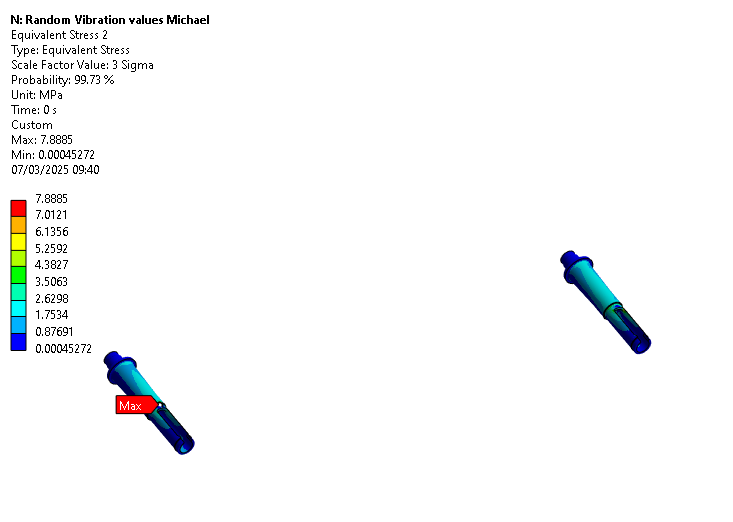 N: Random Vibration values Michael
Equivalent Stress 2
Type: Equivalent Stress
Scale Factor Value: 3 Sigma
Probability: 99.73 %
Unit: MPa
Time: 0 s
Custom
Max: 7.8885
Min: 0.00045272
07/03/2025 09:40
7.8885
7.0121
6.1356
5.2592
4.3827
3.5063
2.6298
1.7534
0.87691
0.00045272
Max